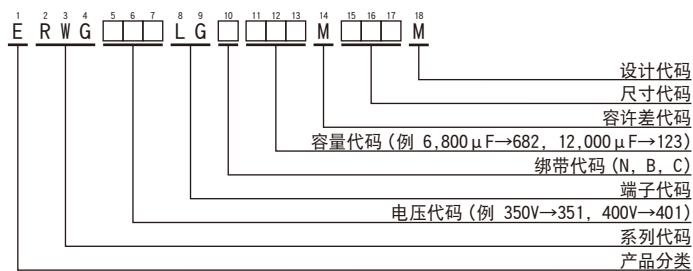 1 2 3 4 5 6 7 8 9 10 11 12 13 14 15 16 17 18
E R W G □□□ L G □ □□□ M □□□ M
设计代码
尺寸代码
容许差代码
容量代码 (例 6,800μF→682, 12,000μF→123)
绑带代码 (N, B, C)
端子代码
电压代码 (例 350V→351, 400V→401)
系列代码
产品分类